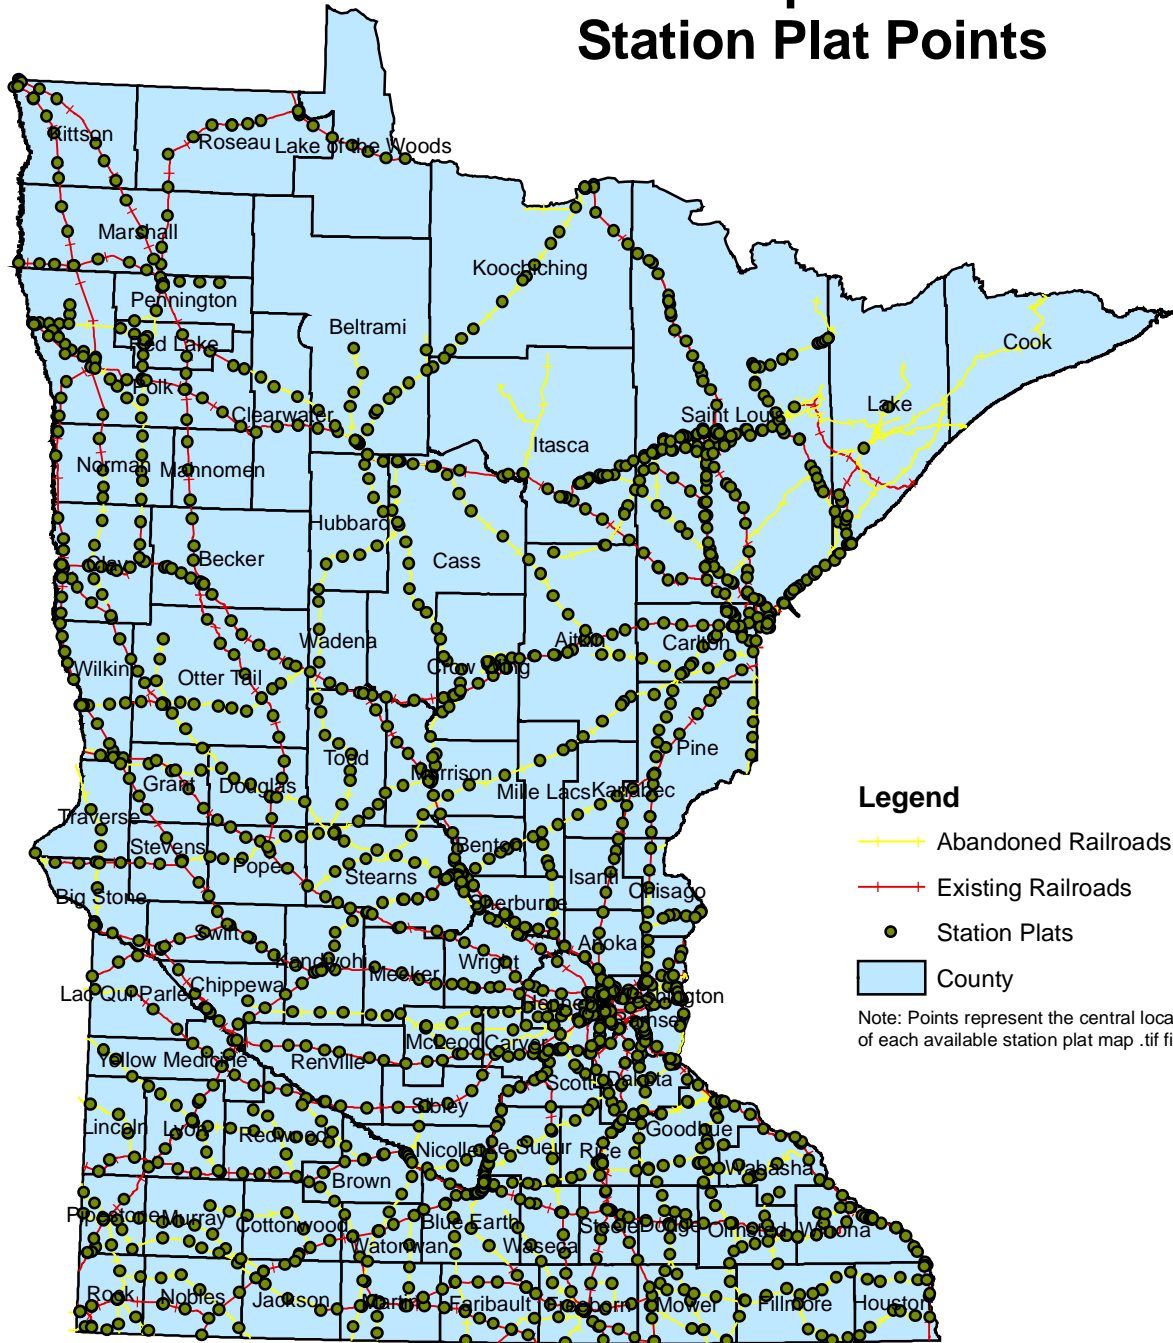 Station Plat Points
Kittson
Roseau
Lake of the Woods
Marshall
Koochiching
Pennington
Beltrami
Red Lake
Cook
Polk
Clearwater
Saint Louis
Lake
Itasca
Norman
Mahnomen
Hubbard
Clay
Becker
Cass
Wadena
Aitkin
Carlton
Wilkin
Otter Tail
Crow Wing
Pine
Todd
Morrison
Grant
Douglas
Mille Lacs
Kanabec
Traverse
Stevens
Benton
Pope
Stearns
Isanti
Chisago
Big Stone
Sherburne
Swift
Anoka
Kandiyohi
Meeker
Wright
Lac Qui Parle
Chippewa
Hennepin
Washington
Ramsey
McLeod
Carver
Yellow Medicine
Renville
Scott
Dakota
Sibley
Lincoln
Lyon
Redwood
Goodhue
Nicollet
Le Sueur
Rice
Wabasha
Brown
Pipestone
Murray
Cottonwood
Blue Earth
Steele
Dodge
Olmsted
Winona
Watonwan
Waseca
Rock
Nobles
Jackson
Martin
Faribault
Freeborn
Mower
Fillmore
Houston
Legend
Abandoned Railroads
Existing Railroads
Station Plats
County
Note: Points represent the central loca
of each available station plat map .tif fi